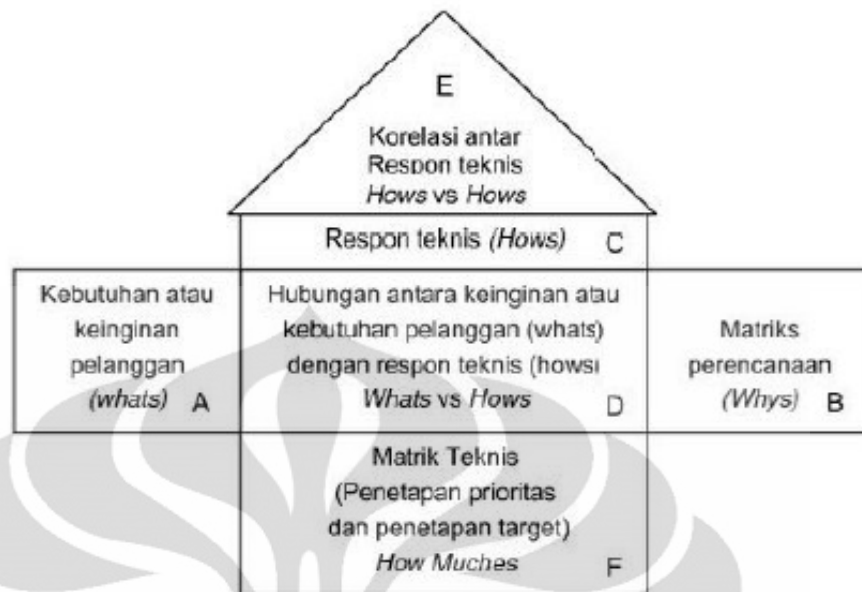 E
Korelasi antar
Respon teknis
Hows vs Hows
Respon teknis (Hows) C
Kebutuhan atau
keinginan
pelanggan
(whats) A
Hubungan antara keinginan atau
kebutuhan pelanggan (whats)
dengan respon teknis (hows)
Whats vs Hows D
Matriks
perencanaan
(Whys) B
Matrik Teknis
(Penetapan prioritas
dan penetapan target)
How Muches F